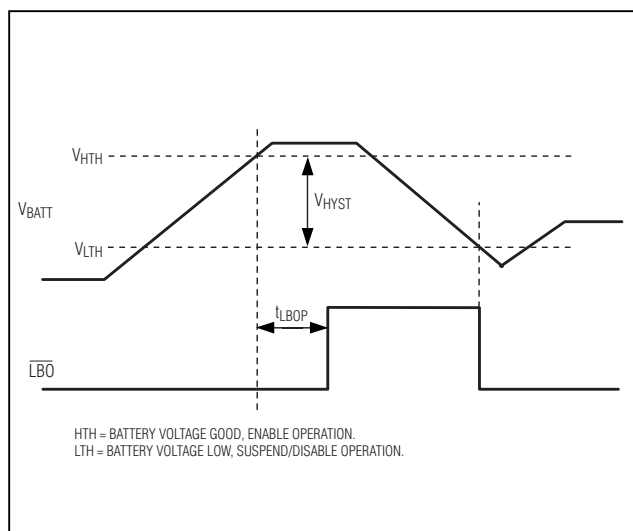 VHTH
VHYST
VBATT
VLTH
tLBOP
LBO
HTH = BATTERY VOLTAGE GOOD, ENABLE OPERATION.
LTH = BATTERY VOLTAGE LOW, SUSPEND/DISABLE OPERATION.